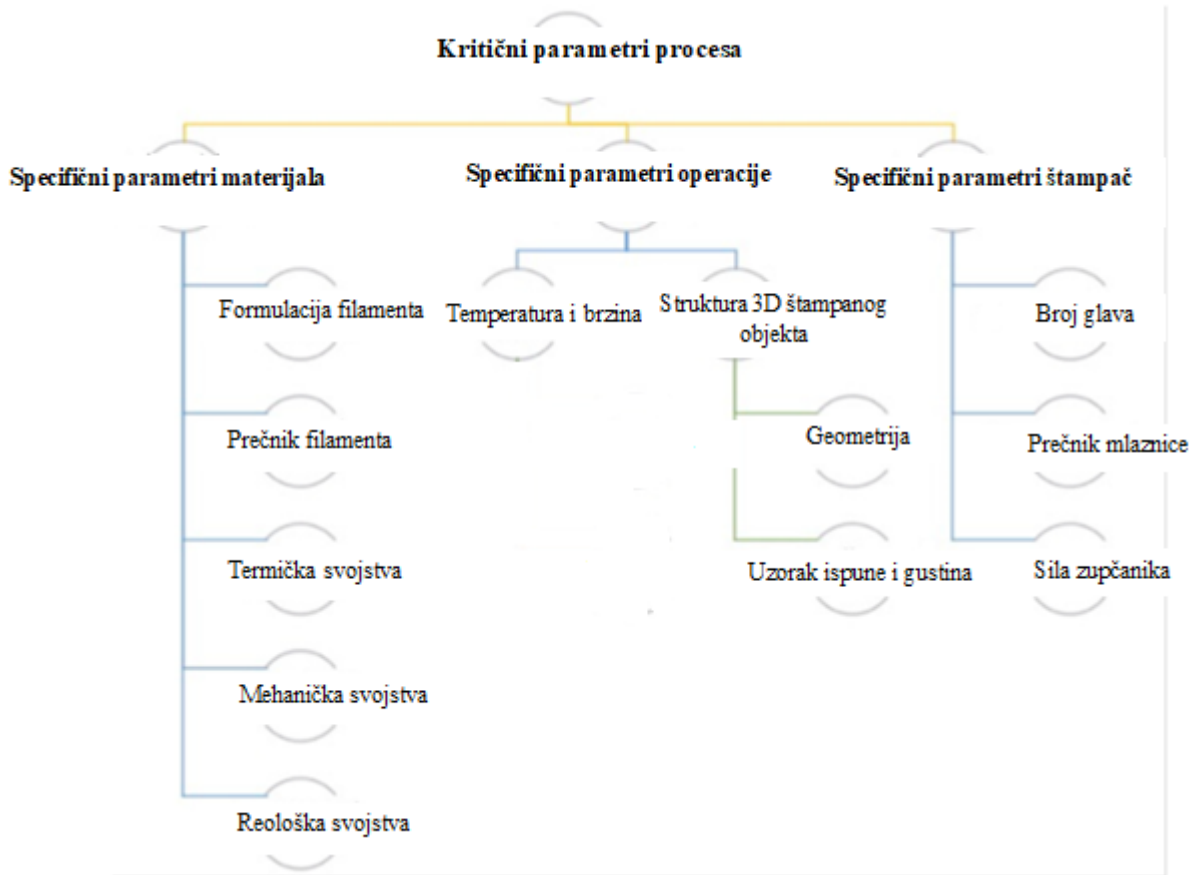 Kritični parametri procesa
Specifični parametri materijala
Specifični parametri operacije
Specifični parametri štampač
Formulacija filamenta
Temperatura i brzina
Struktura 3D štampanog
objekta
Broj glava
Prečnik filamenta
Geometrija
Prečnik mlaznice
Termička svojstva
Uzorak ispune i gustina
Sila zupčanika
Mehanička svojstva
Reološka svojstva